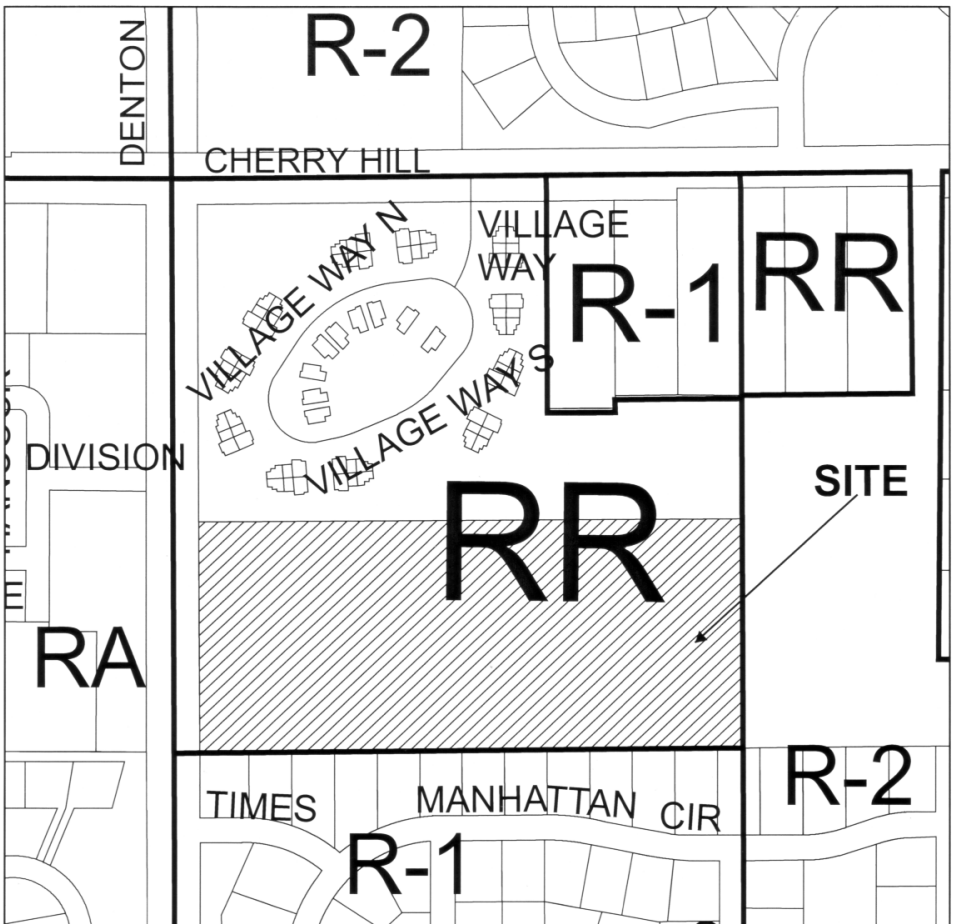 R-2
DENTON
CHERRY HILL
VILLAGE WAY N
VILLAGE
WAY
R-1
RR
VILLAGE WAY S
DIVISION
SITE
RR
RA
R-2
TIMES
MANHATTAN CIR
R-1